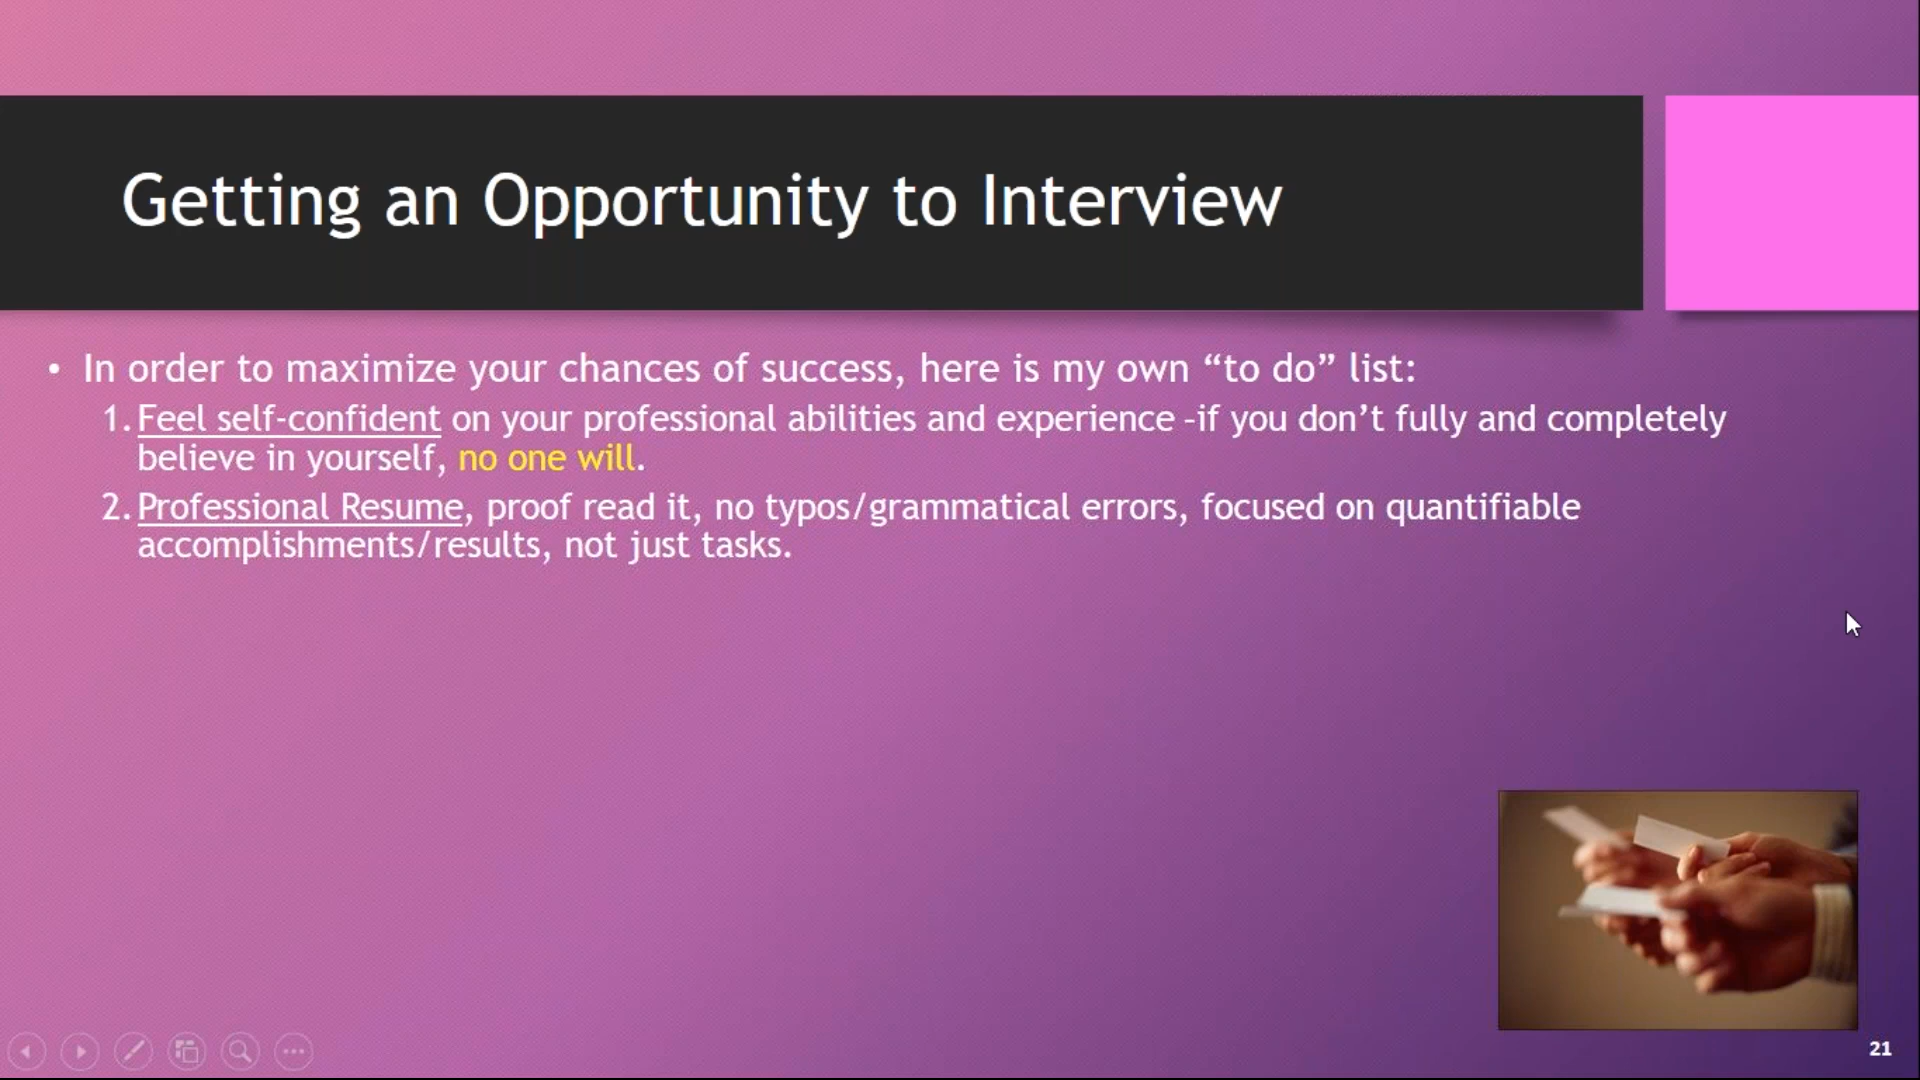 Getting an Opportunity to Interview
• In order to maximize your chances of success, here is my own “to do” list:
1. Feel self-confident on your professional abilities and experience –if you don’t fully and completely
believe in yourself, no one will.
2. Professional Resume, proof read it, no typos/grammatical errors, focused on quantifiable
accomplishments/results, not just tasks.
21